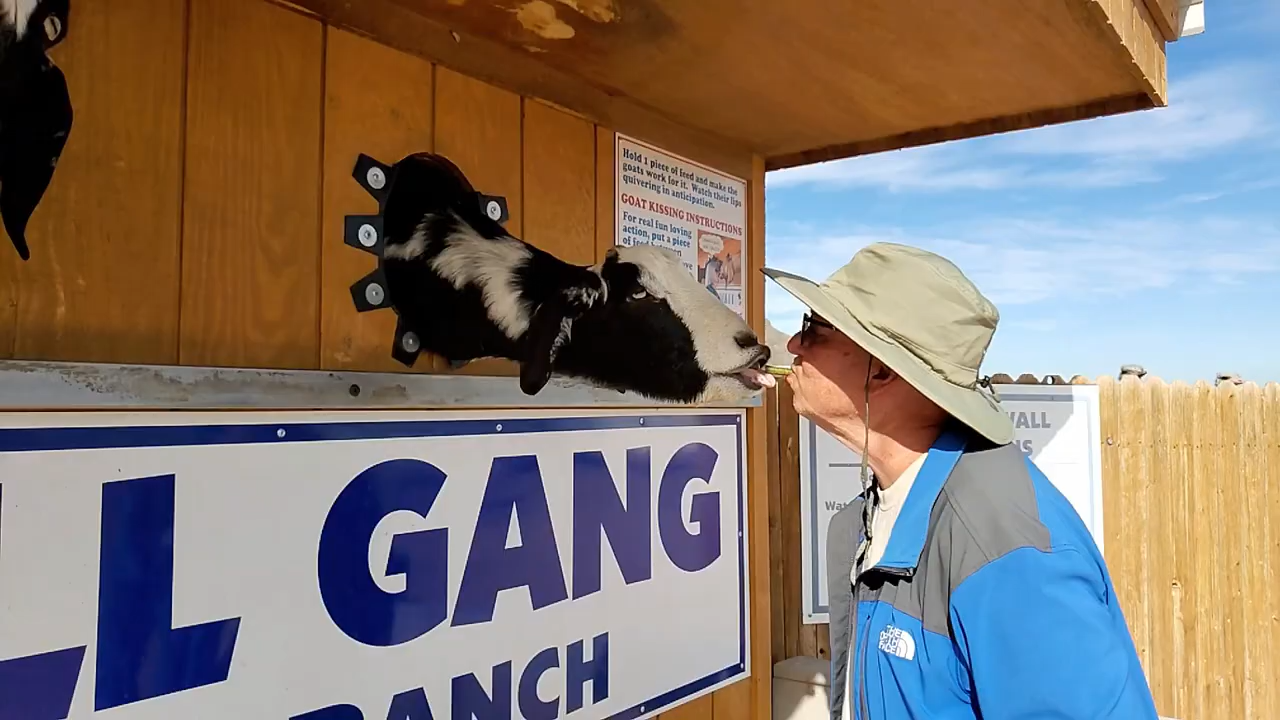 Hold 1 piece of feed and make the
goats work for it. Watch their lips
quivering in anticipation.
GOAT KISSING INSTRUCTIONS
For real fun loving
action, put a piece
LL GANG
RANCH
WALL
THE
NORTH
FACE